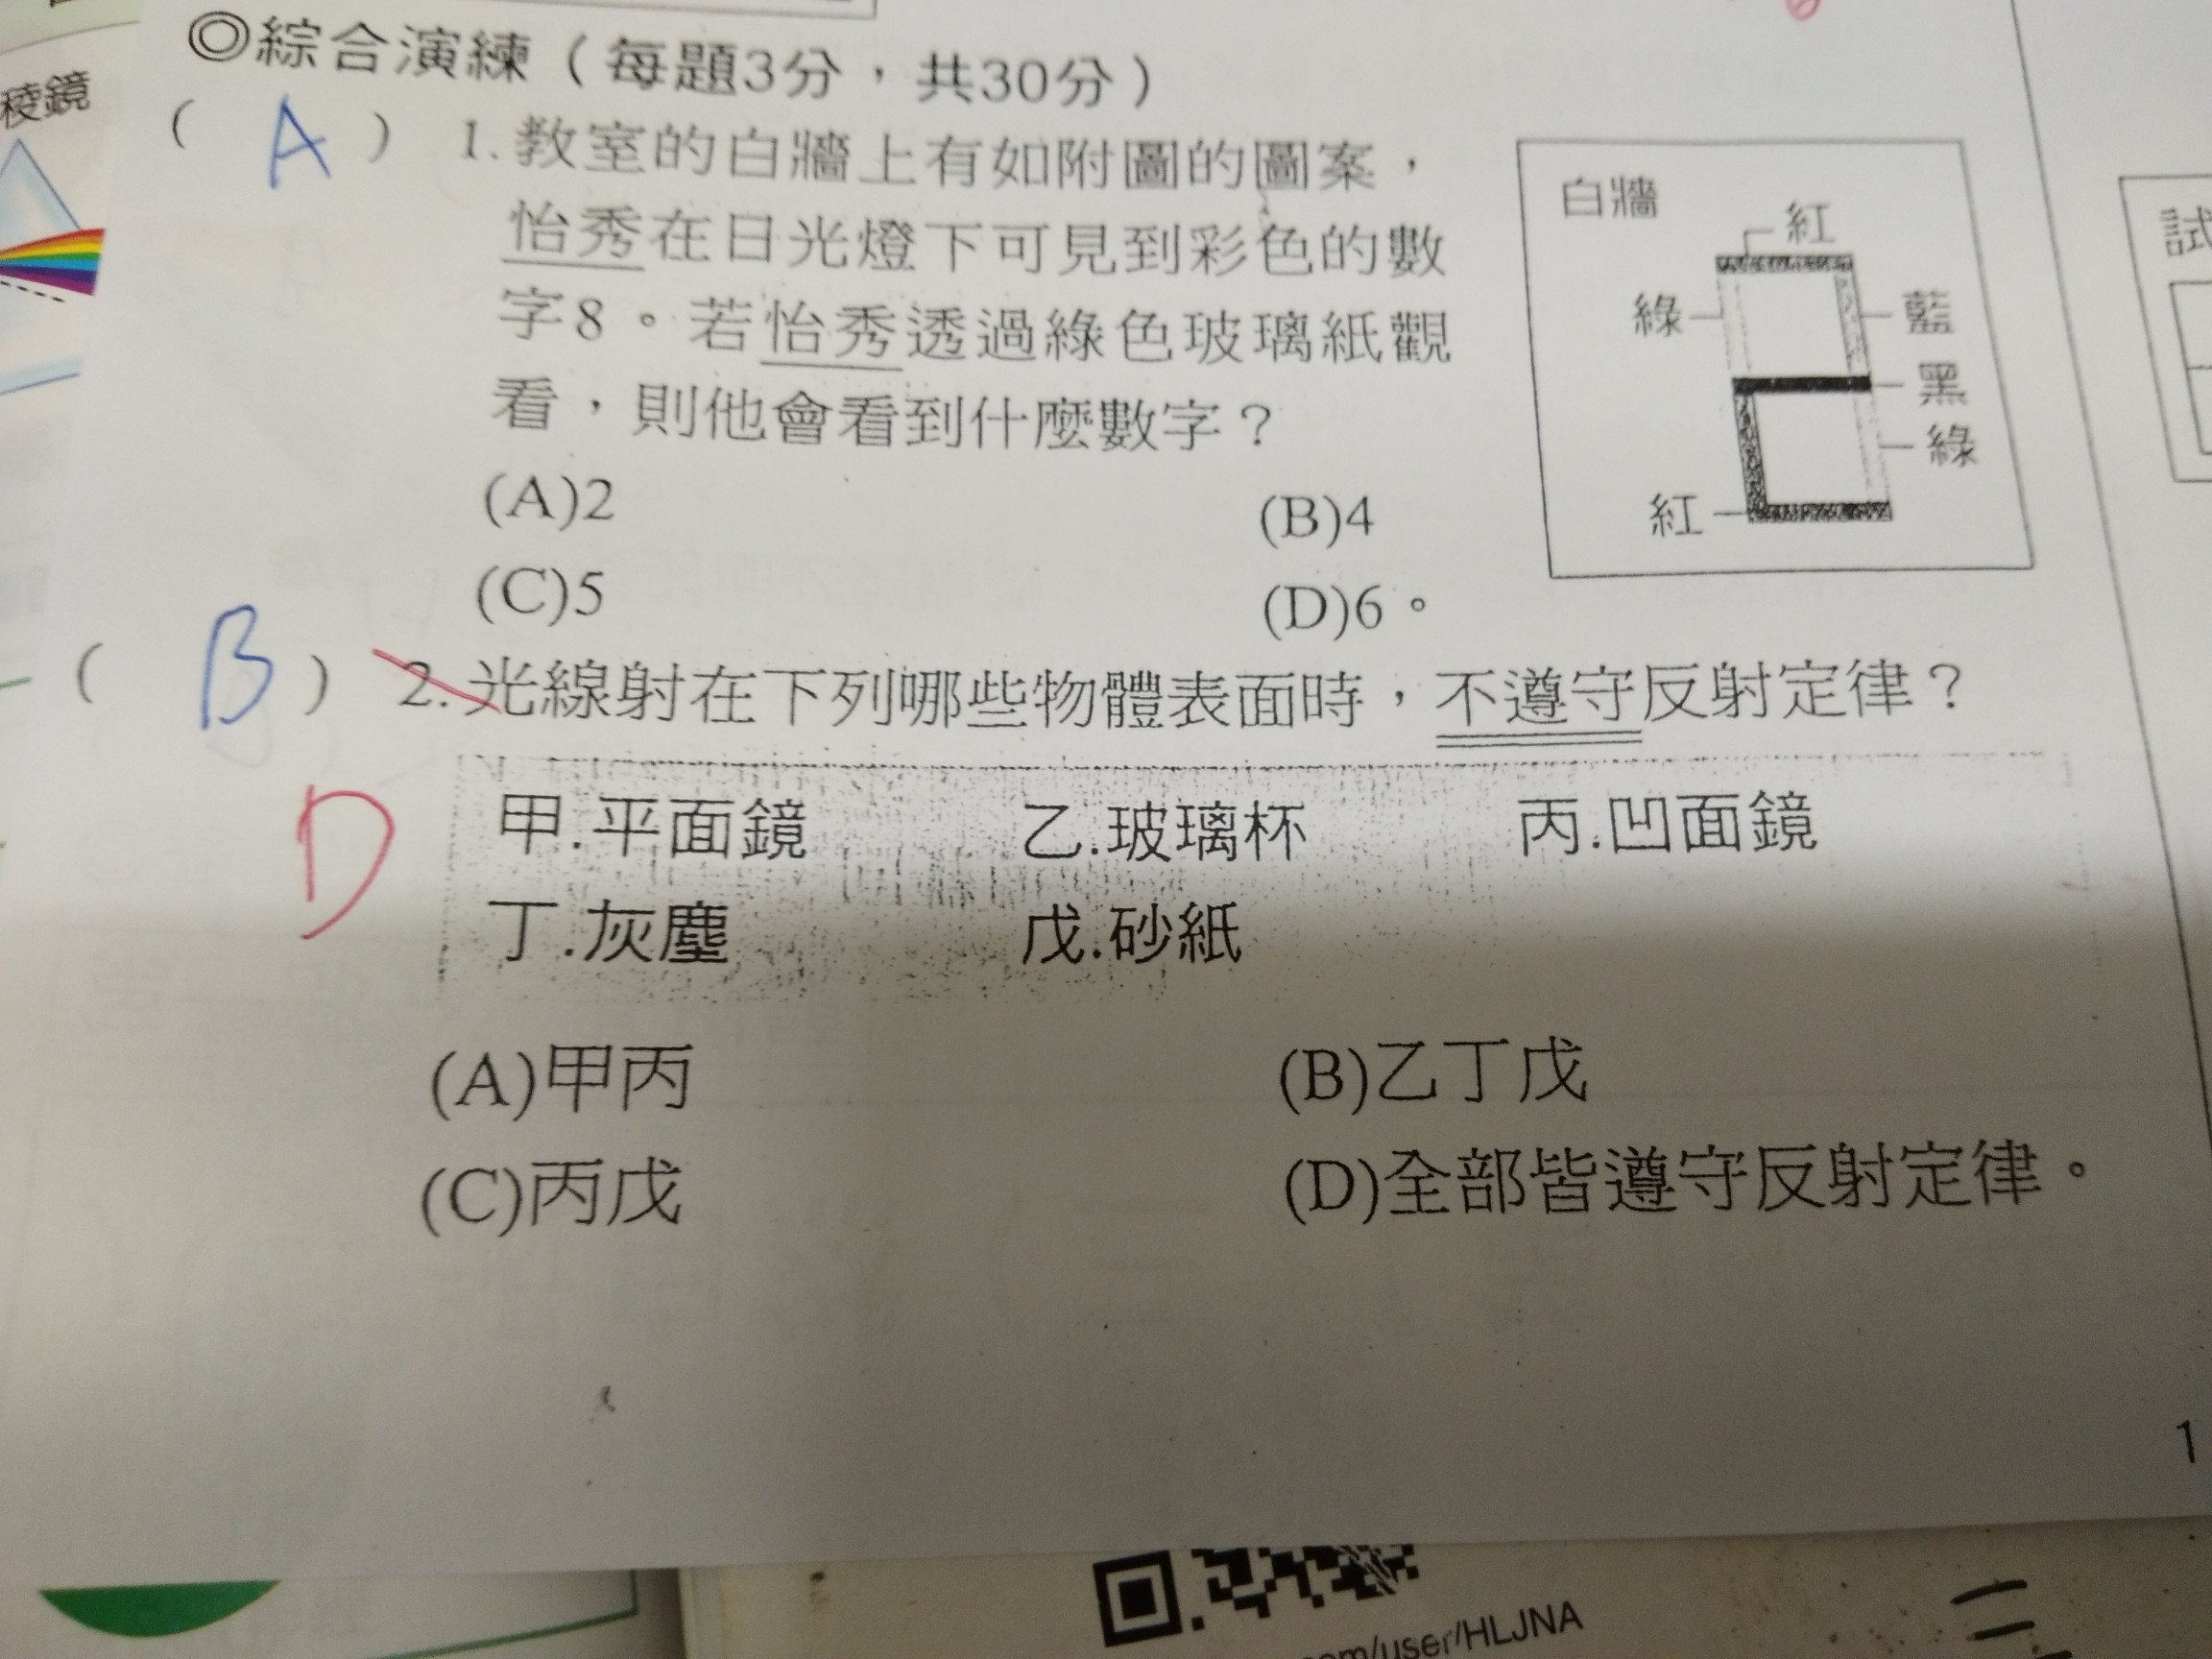 稜鏡
◎綜合演練（每題3分，共30分）
（ A ） 1.教室的白牆上有如附圖的圖案，
怡秀在日光燈下可見到彩色的數
字8。若怡秀透過綠色玻璃紙觀
看，則他會看到什麼數字？
(A)2 (B)4
(C)5 (D)6。
白牆
紅
綠 藍
黑
綠
紅
試
（ B ） 2.光線射在下列哪些物體表面時，不遵守反射定律？
D
甲.平面鏡 乙.玻璃杯 丙.凹面鏡
丁.灰塵 戊.砂紙
(A)甲丙 (B)乙丁戊
(C)丙戊 (D)全部皆遵守反射定律。
1
om/user/HLJNA